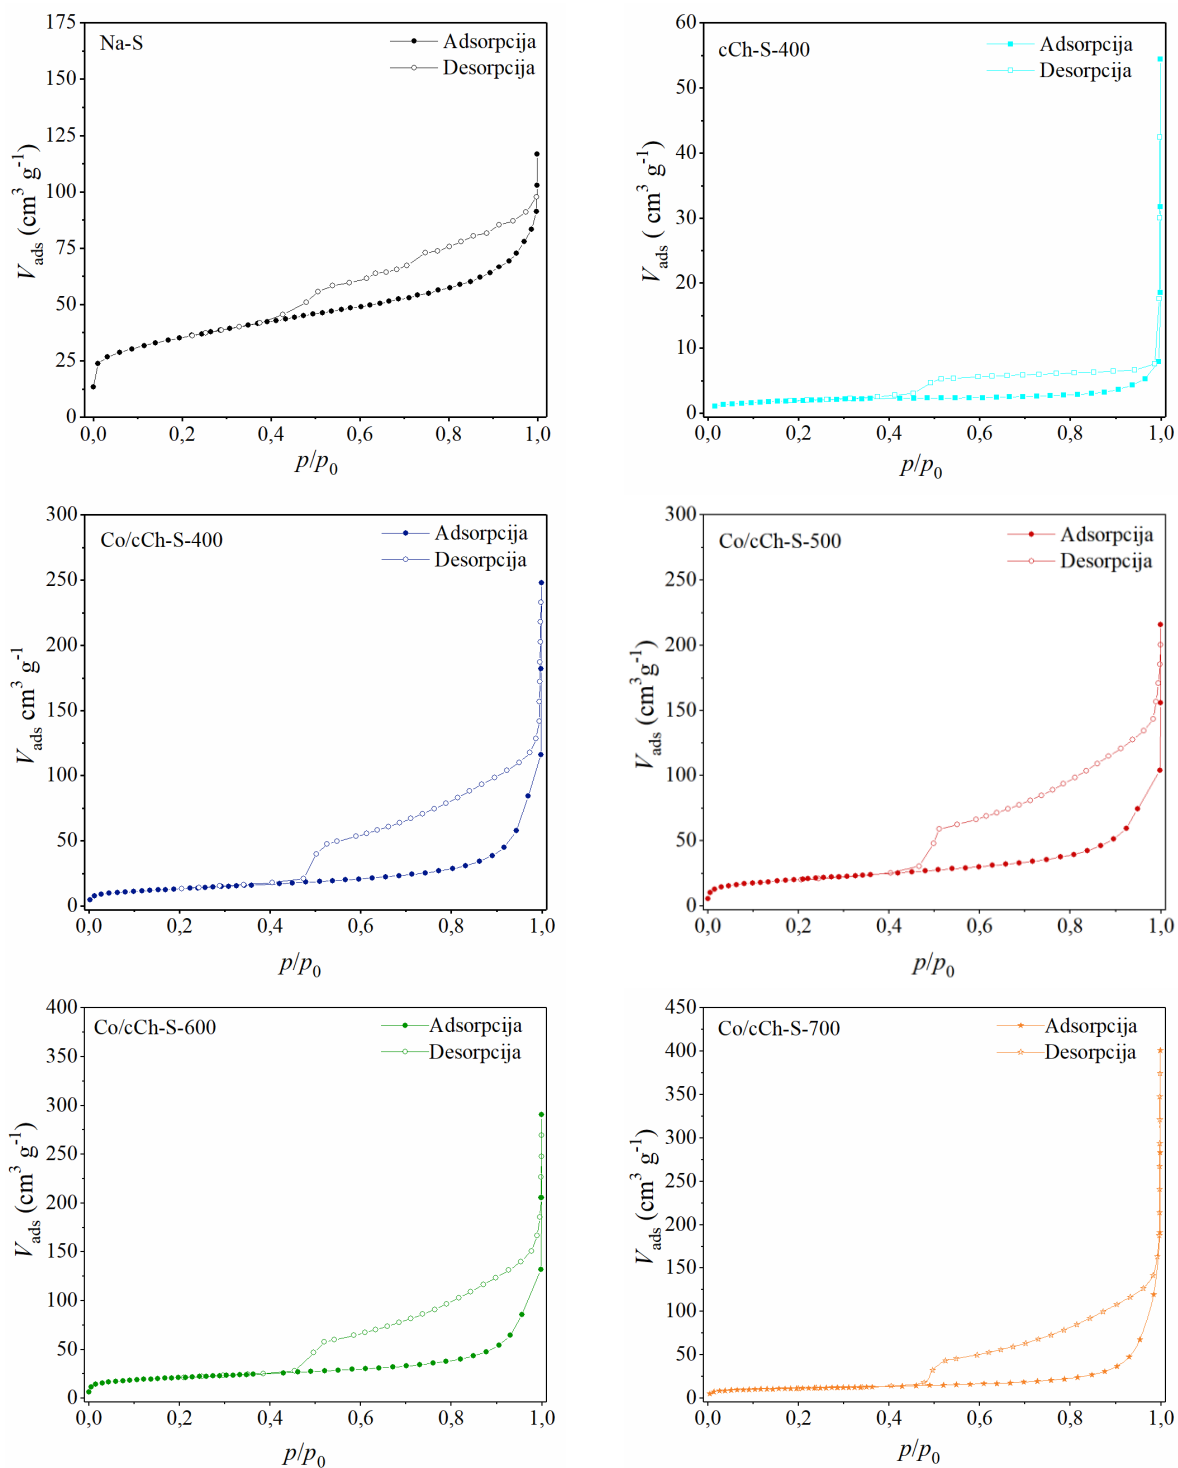 Na-S
Adsorpcija
Desorpcija
175
150
125
100
75
50
25
0
0,0 0,2 0,4 0,6 0,8 1,0
V_ads (cm³ g⁻¹)
p/p₀
cCh-S-400
Adsorpcija
Desorpcija
60
50
40
30
20
10
0
0,0 0,2 0,4 0,6 0,8 1,0
V_ads ( cm³ g⁻¹)
p/p₀
Co/cCh-S-400
Adsorpcija
Desorpcija
300
250
200
150
100
50
0
0,0 0,2 0,4 0,6 0,8 1,0
V_ads cm³ g⁻¹)
p/p₀
Co/cCh-S-500
Adsorpcija
Desorpcija
300
250
200
150
100
50
0
0,0 0,2 0,4 0,6 0,8 1,0
V_ads (cm³g⁻¹)
p/p₀
Co/cCh-S-600
Adsorpcija
Desorpcija
400
350
300
250
200
150
100
50
0
0,0 0,2 0,4 0,6 0,8 1,0
V_ads (cm³ g⁻¹)
p/p₀
Co/cCh-S-700
Adsorpcija
Desorpcija
450
400
350
300
250
200
150
100
50
0
0,0 0,2 0,4 0,6 0,8 1,0
V_ads (cm³ g⁻¹)
p/p₀